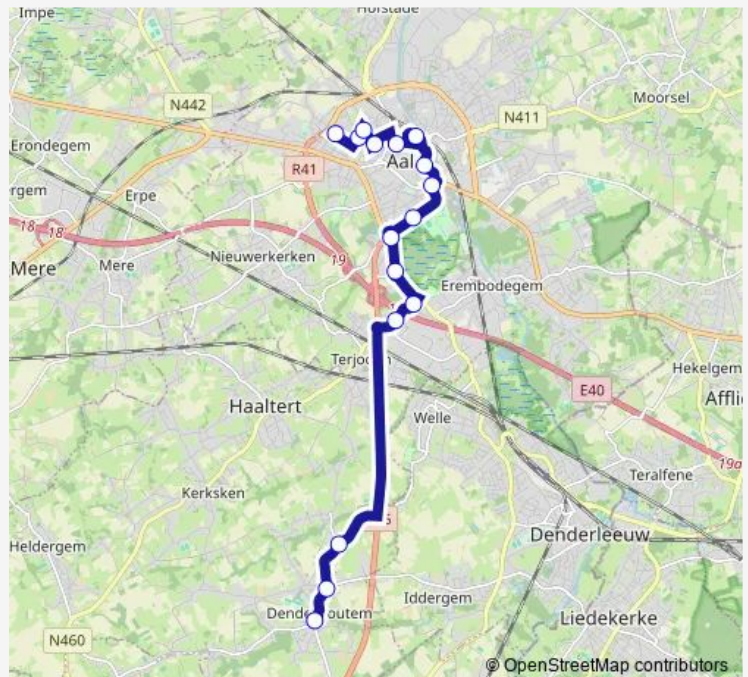 Impe
Hofstade
N442
Moorsel
N411
Erondegem
Aal
R41
Erpe
18
18
Nieuwerkerken
19
Mere
Mere
Erembodegem
Hekelgem
E40
Haaltert
Welle
19a
Teralfene
Kerksken
Denderleeuw
Heldergem
Iddergem
Liedekerke
N460
© OpenStreetMap contributors